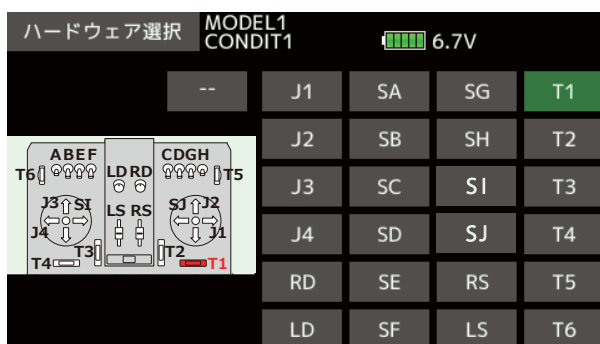 ハードウェア選択
MODEL1
CONDIT1
6.7V
-- J1 SA SG T1
J2 SB SH T2
J3 SC SI T3
J4 SD SJ T4
RD SE RS T5
LD SF LS T6
ABEF CDGH
T6 LD RD T5
J3 SI SJ J2
LS RS
J4 J1
T3 T2
T4 T1